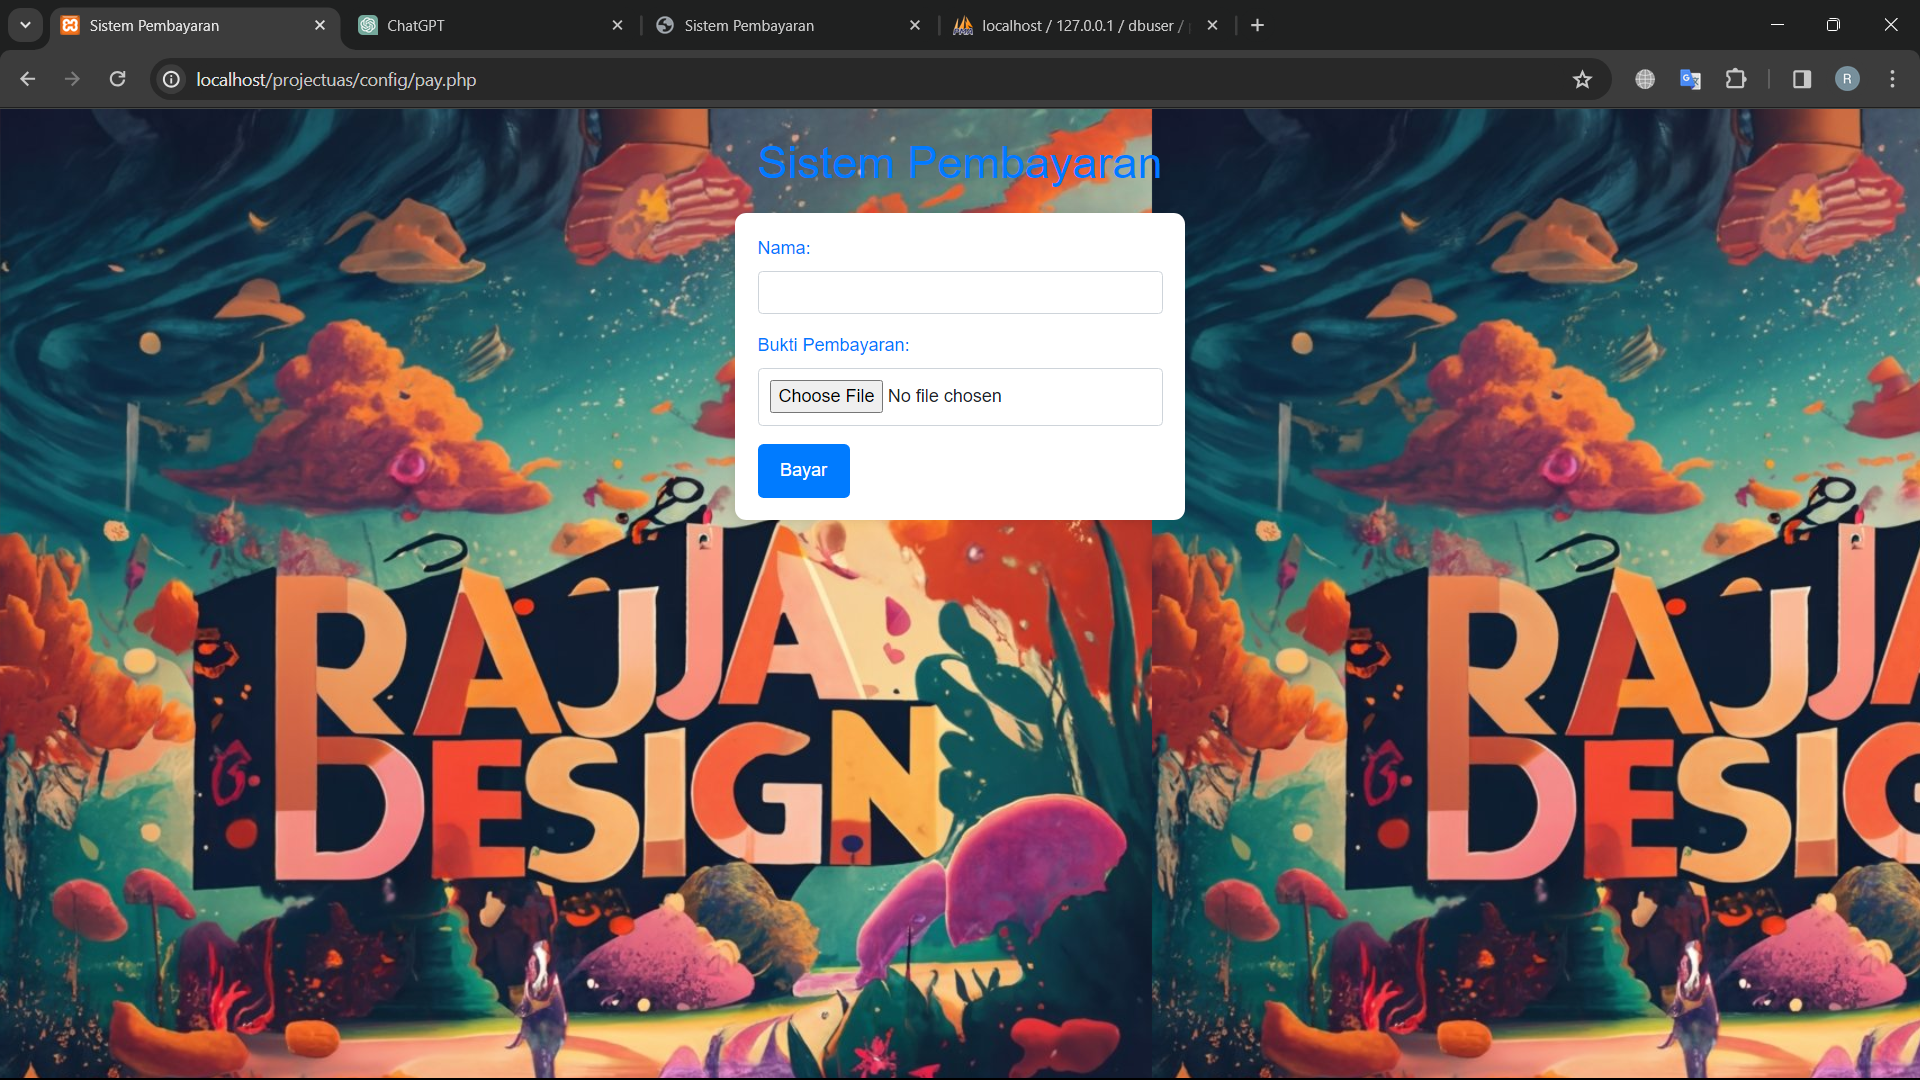 Sistem Pembayaran
ChatGPT
Sistem Pembayaran
localhost / 127.0.0.1 / dbuser /
localhost/projectuas/config/pay.php
R
Sistem Pembayaran
Nama:
Bukti Pembayaran:
Choose File No file chosen
Bayar
RAJJA
DESIGN
RAJJA
DESIG